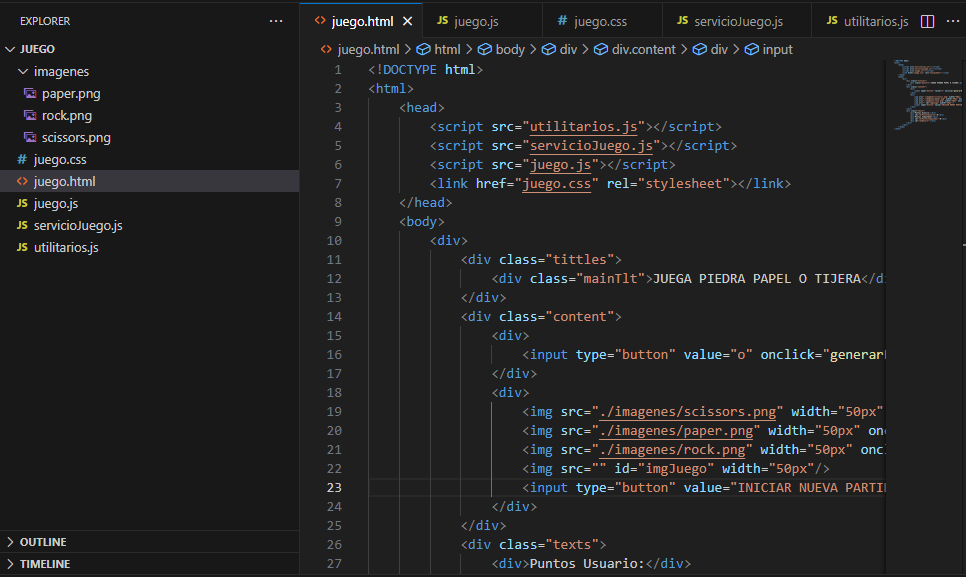 EXPLORER
JUEGO
imagenes
paper.png
rock.png
scissors.png
# juego.css
<> juego.html
JS juego.js
JS servicioJuego.js
JS utilitarios.js
OUTLINE
TIMELINE
<> juego.html × JS juego.js # juego.css JS servicioJuego.js JS utilitarios.js
<> juego.html > html > body > div > div.content > div > input
1 <!DOCTYPE html>
2 <html>
3 <head>
4 <script src="utilitarios.js"></script>
5 <script src="servicioJuego.js"></script>
6 <script src="juego.js"></script>
7 <link href="juego.css" rel="stylesheet"></link>
8 </head>
9 <body>
10 <div>
11 <div class="tittles">
12 <div class="mainTlt">JUEGA PIEDRA PAPEL O TIJERA</di
13 </div>
14 <div class="content">
15 <div>
16 <input type="button" value="o" onclick="generar
17 </div>
18 <div>
19 <img src="./imagenes/scissors.png" width="50px"
20 <img src="./imagenes/paper.png" width="50px" on
21 <img src="./imagenes/rock.png" width="50px" onc
22 <img src="" id="imgJuego" width="50px"/>
23 <input type="button" value="INICIAR NUEVA PARTI
24 </div>
25 </div>
26 <div class="texts">
27 <div>Puntos Usuario:</div>